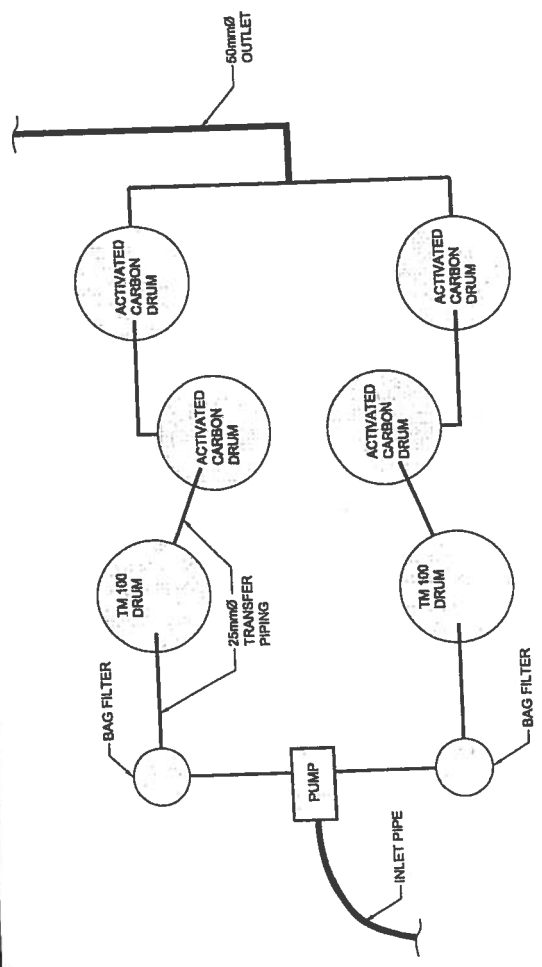 BAG FILTER
TM 100
DRUM
25mmØ
TRANSFER
PIPING
ACTIVATED
CARBON
DRUM
ACTIVATED
CARBON
DRUM
50mmØ
OUTLET
PUMP
INLET PIPE
BAG FILTER
TM 100
DRUM
ACTIVATED
CARBON
DRUM
ACTIVATED
CARBON
DRUM